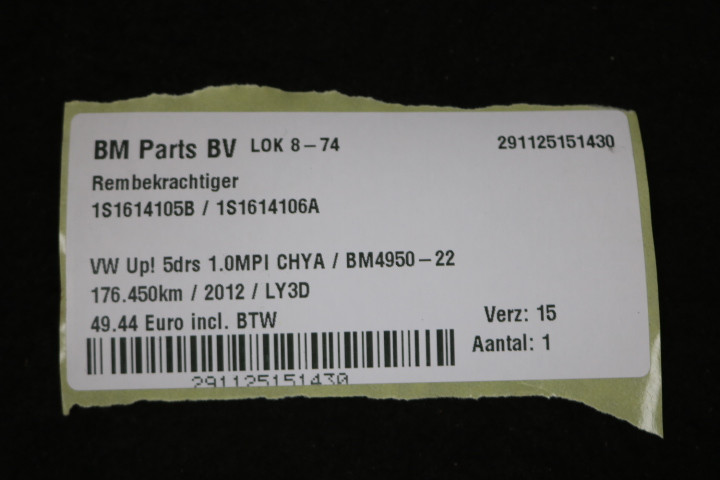 BM Parts BV LOK 8-74 291125151430
Rembekrachtiger
1S1614105B / 1S1614106A
VW Up! 5drs 1.0MPI CHYA / BM4950-22
176.450km / 2012 / LY3D
49.44 Euro incl. BTW Verz: 15
Aantal: 1
291125151430